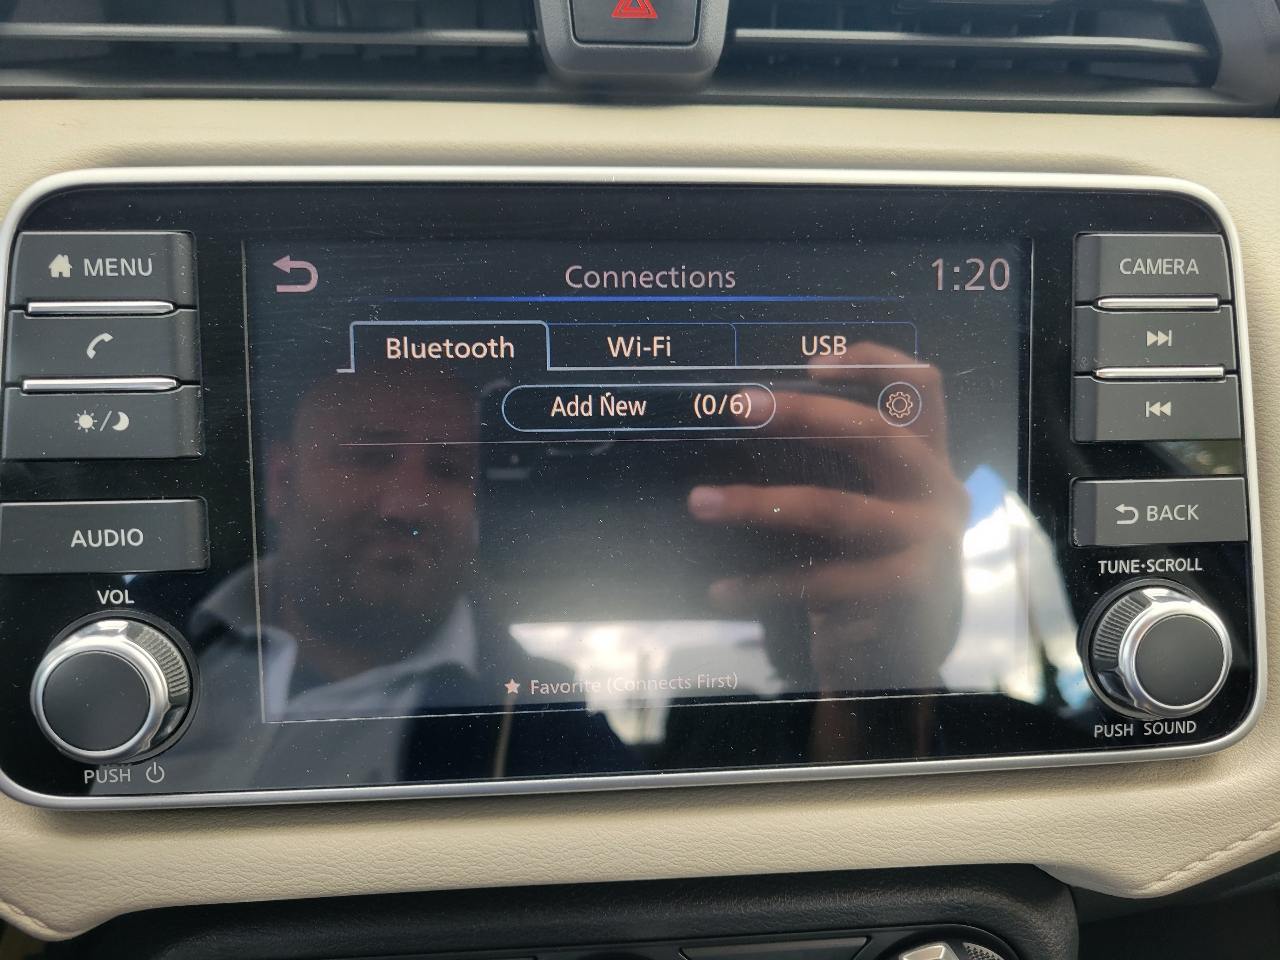 MENU
AUDIO
VOL
PUSH
Connections
1:20
Bluetooth
Wi-Fi
USB
Add New (0/6)
Favorite (Connects First)
CAMERA
BACK
TUNE·SCROLL
PUSH SOUND